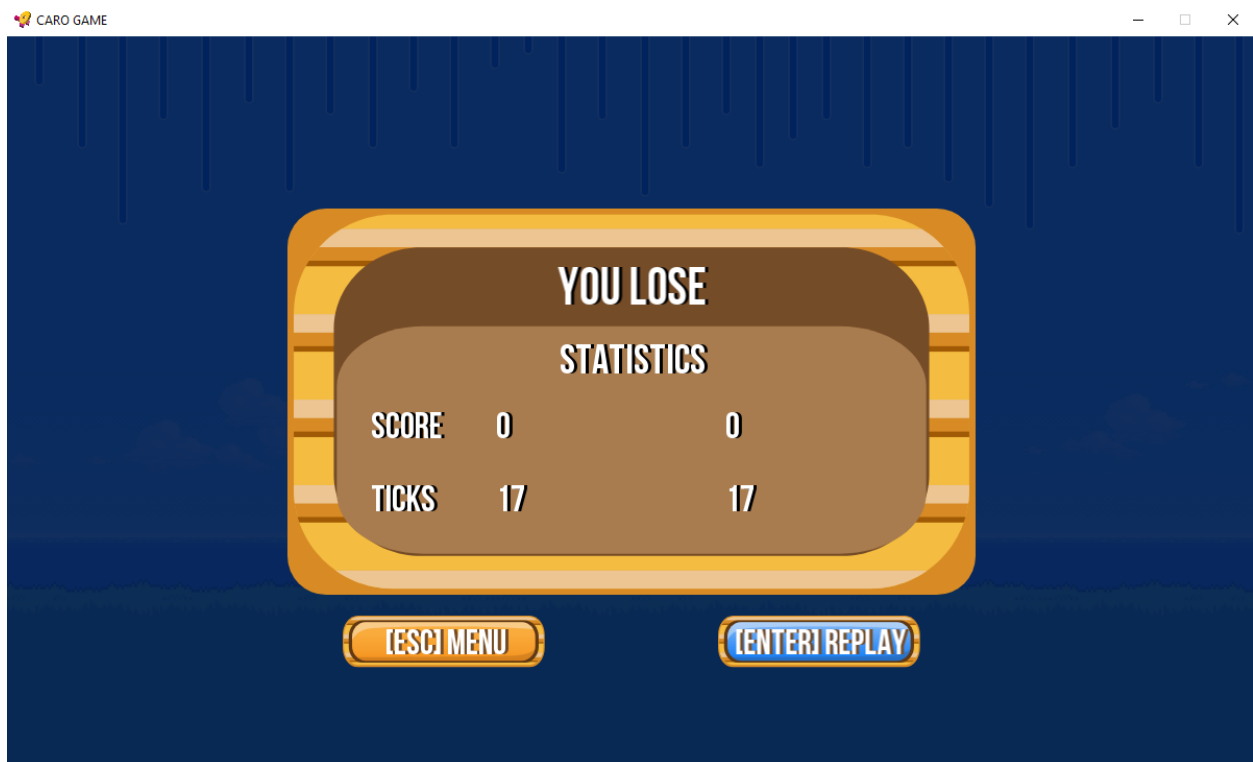 CARO GAME
YOU LOSE
STATISTICS
SCORE 0 0
TICKS 17 17
[ESC] MENU [ENTER] REPLAY